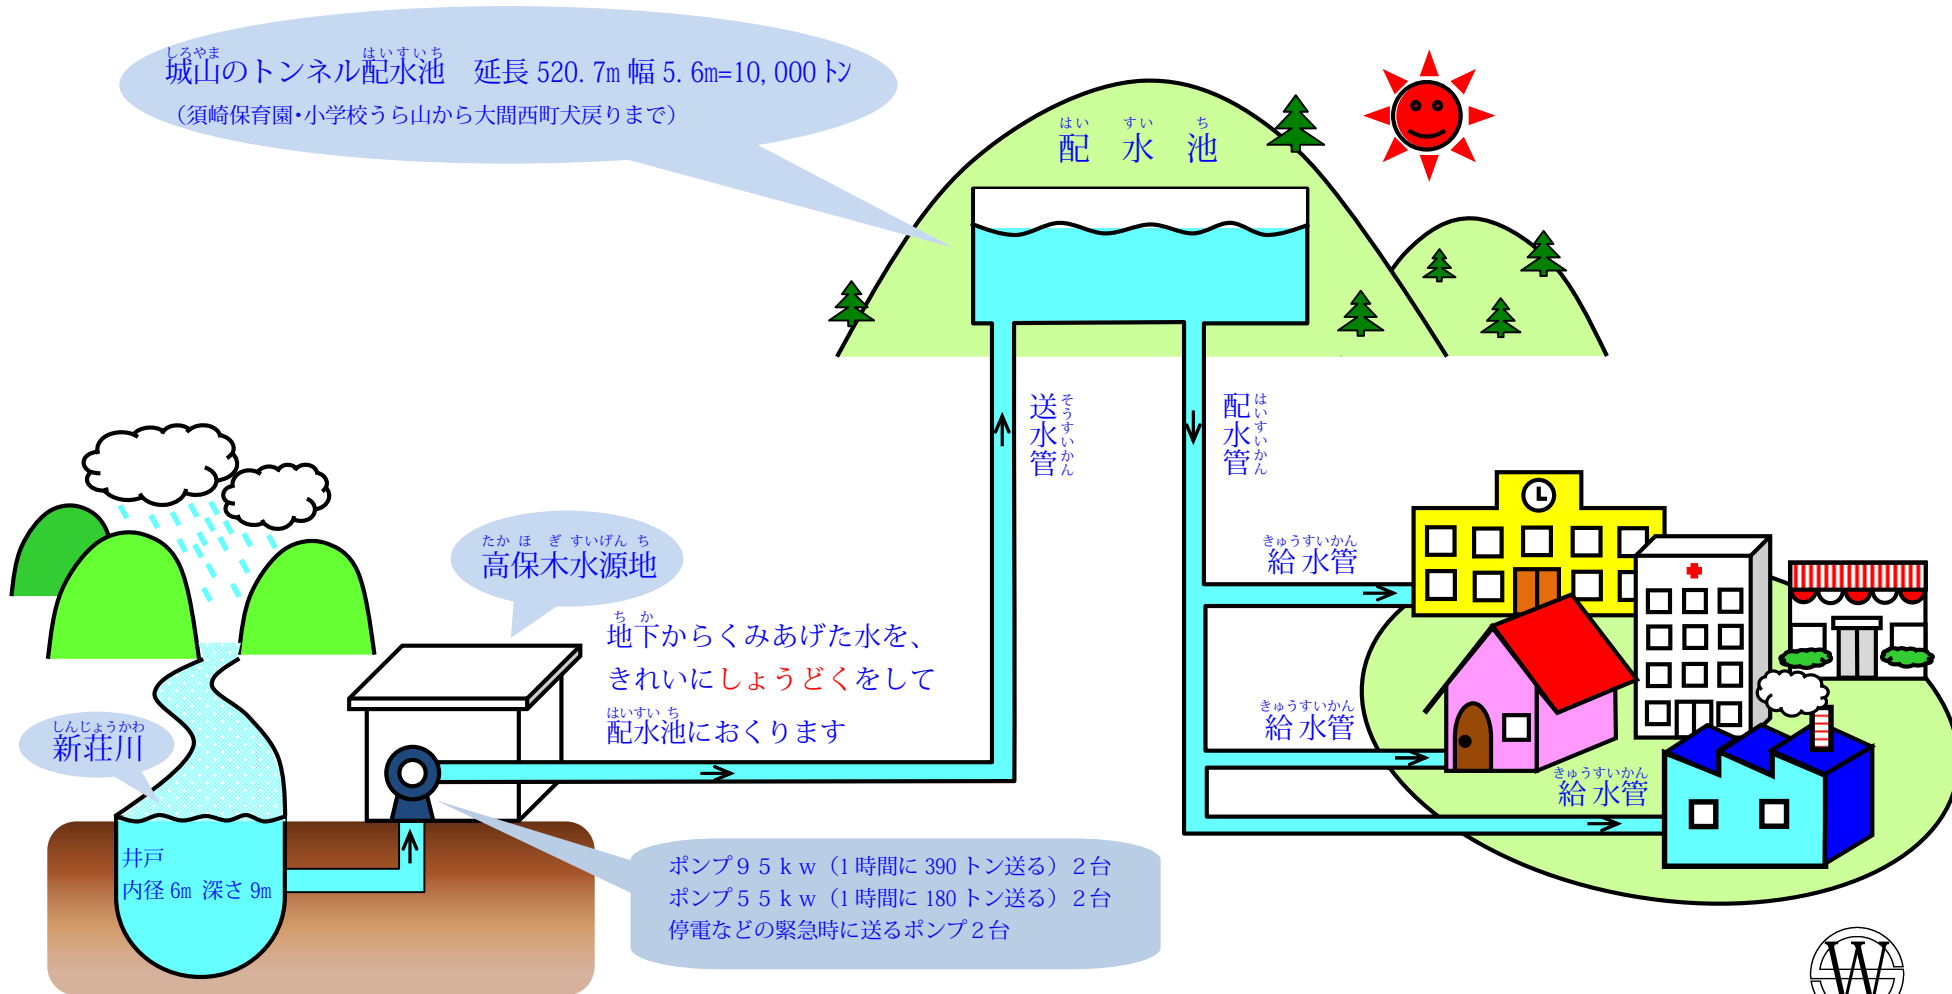 城山のトンネル配水池　延長 520.7m 幅 5.6m=10,000 トン
しろやま　はいすいち
（須崎保育園・小学校うら山から大間西町犬戻りまで）
はい　すい　ち
配　水　池
送水管
そうすいかん
配水管
はいすいかん
たか ほ ぎ すいげん ち
高保木水源地
ち か
地下からくみあげた水を、
きれいにしょうどくをして
はいすい ち
配水池におくります
しんじょうかわ
新荘川
きゅうすいかん
給水管
きゅうすいかん
給水管
きゅうすいかん
給水管
井戸
内径 6m 深さ 9m
ポンプ９５ｋｗ（1 時間に 390 トン送る）２台
ポンプ５５ｋｗ（1 時間に 180 トン送る）２台
停電などの緊急時に送るポンプ２台
W